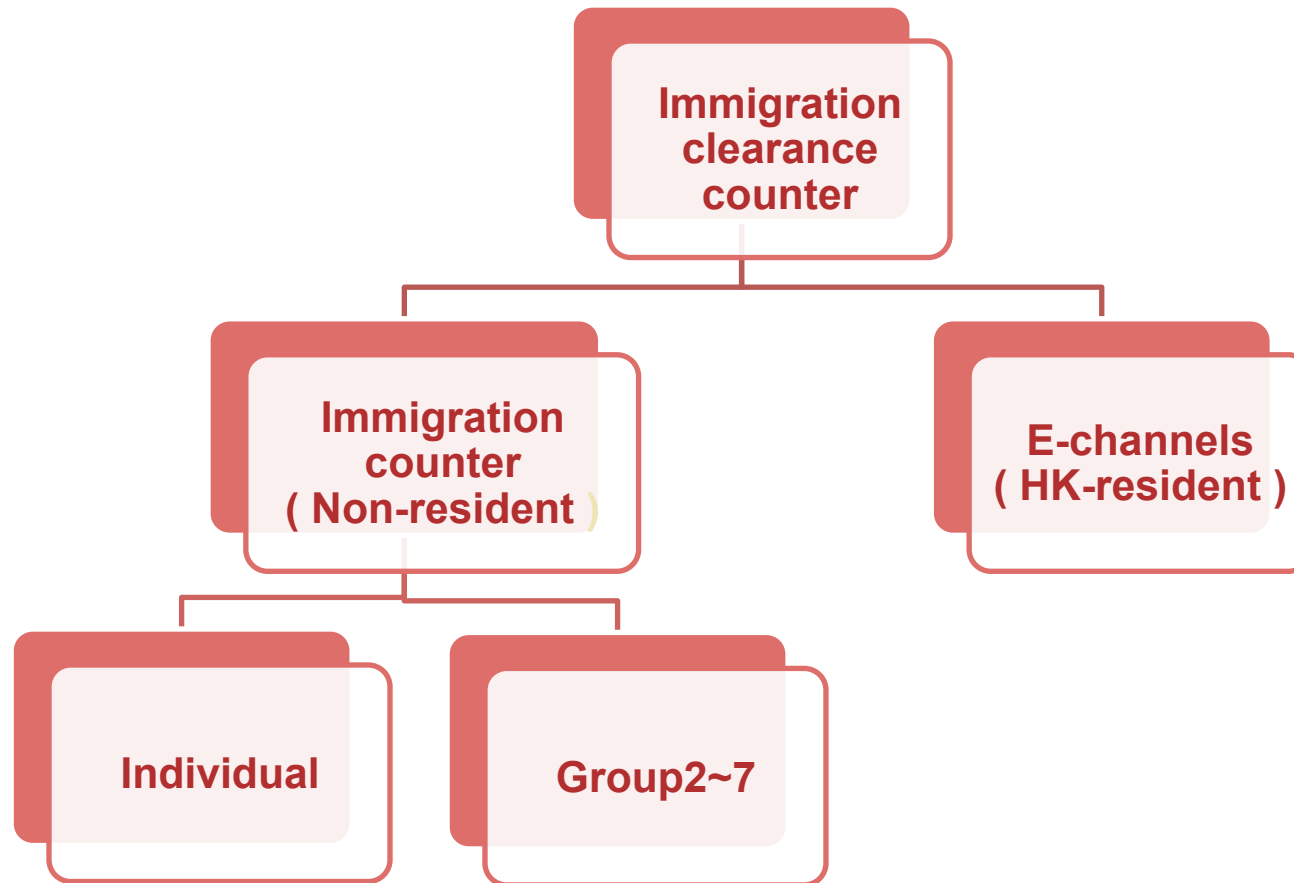 Immigration
clearance
counter
Immigration
counter
( Non-resident )
E-channels
( HK-resident )
Individual
Group2~7